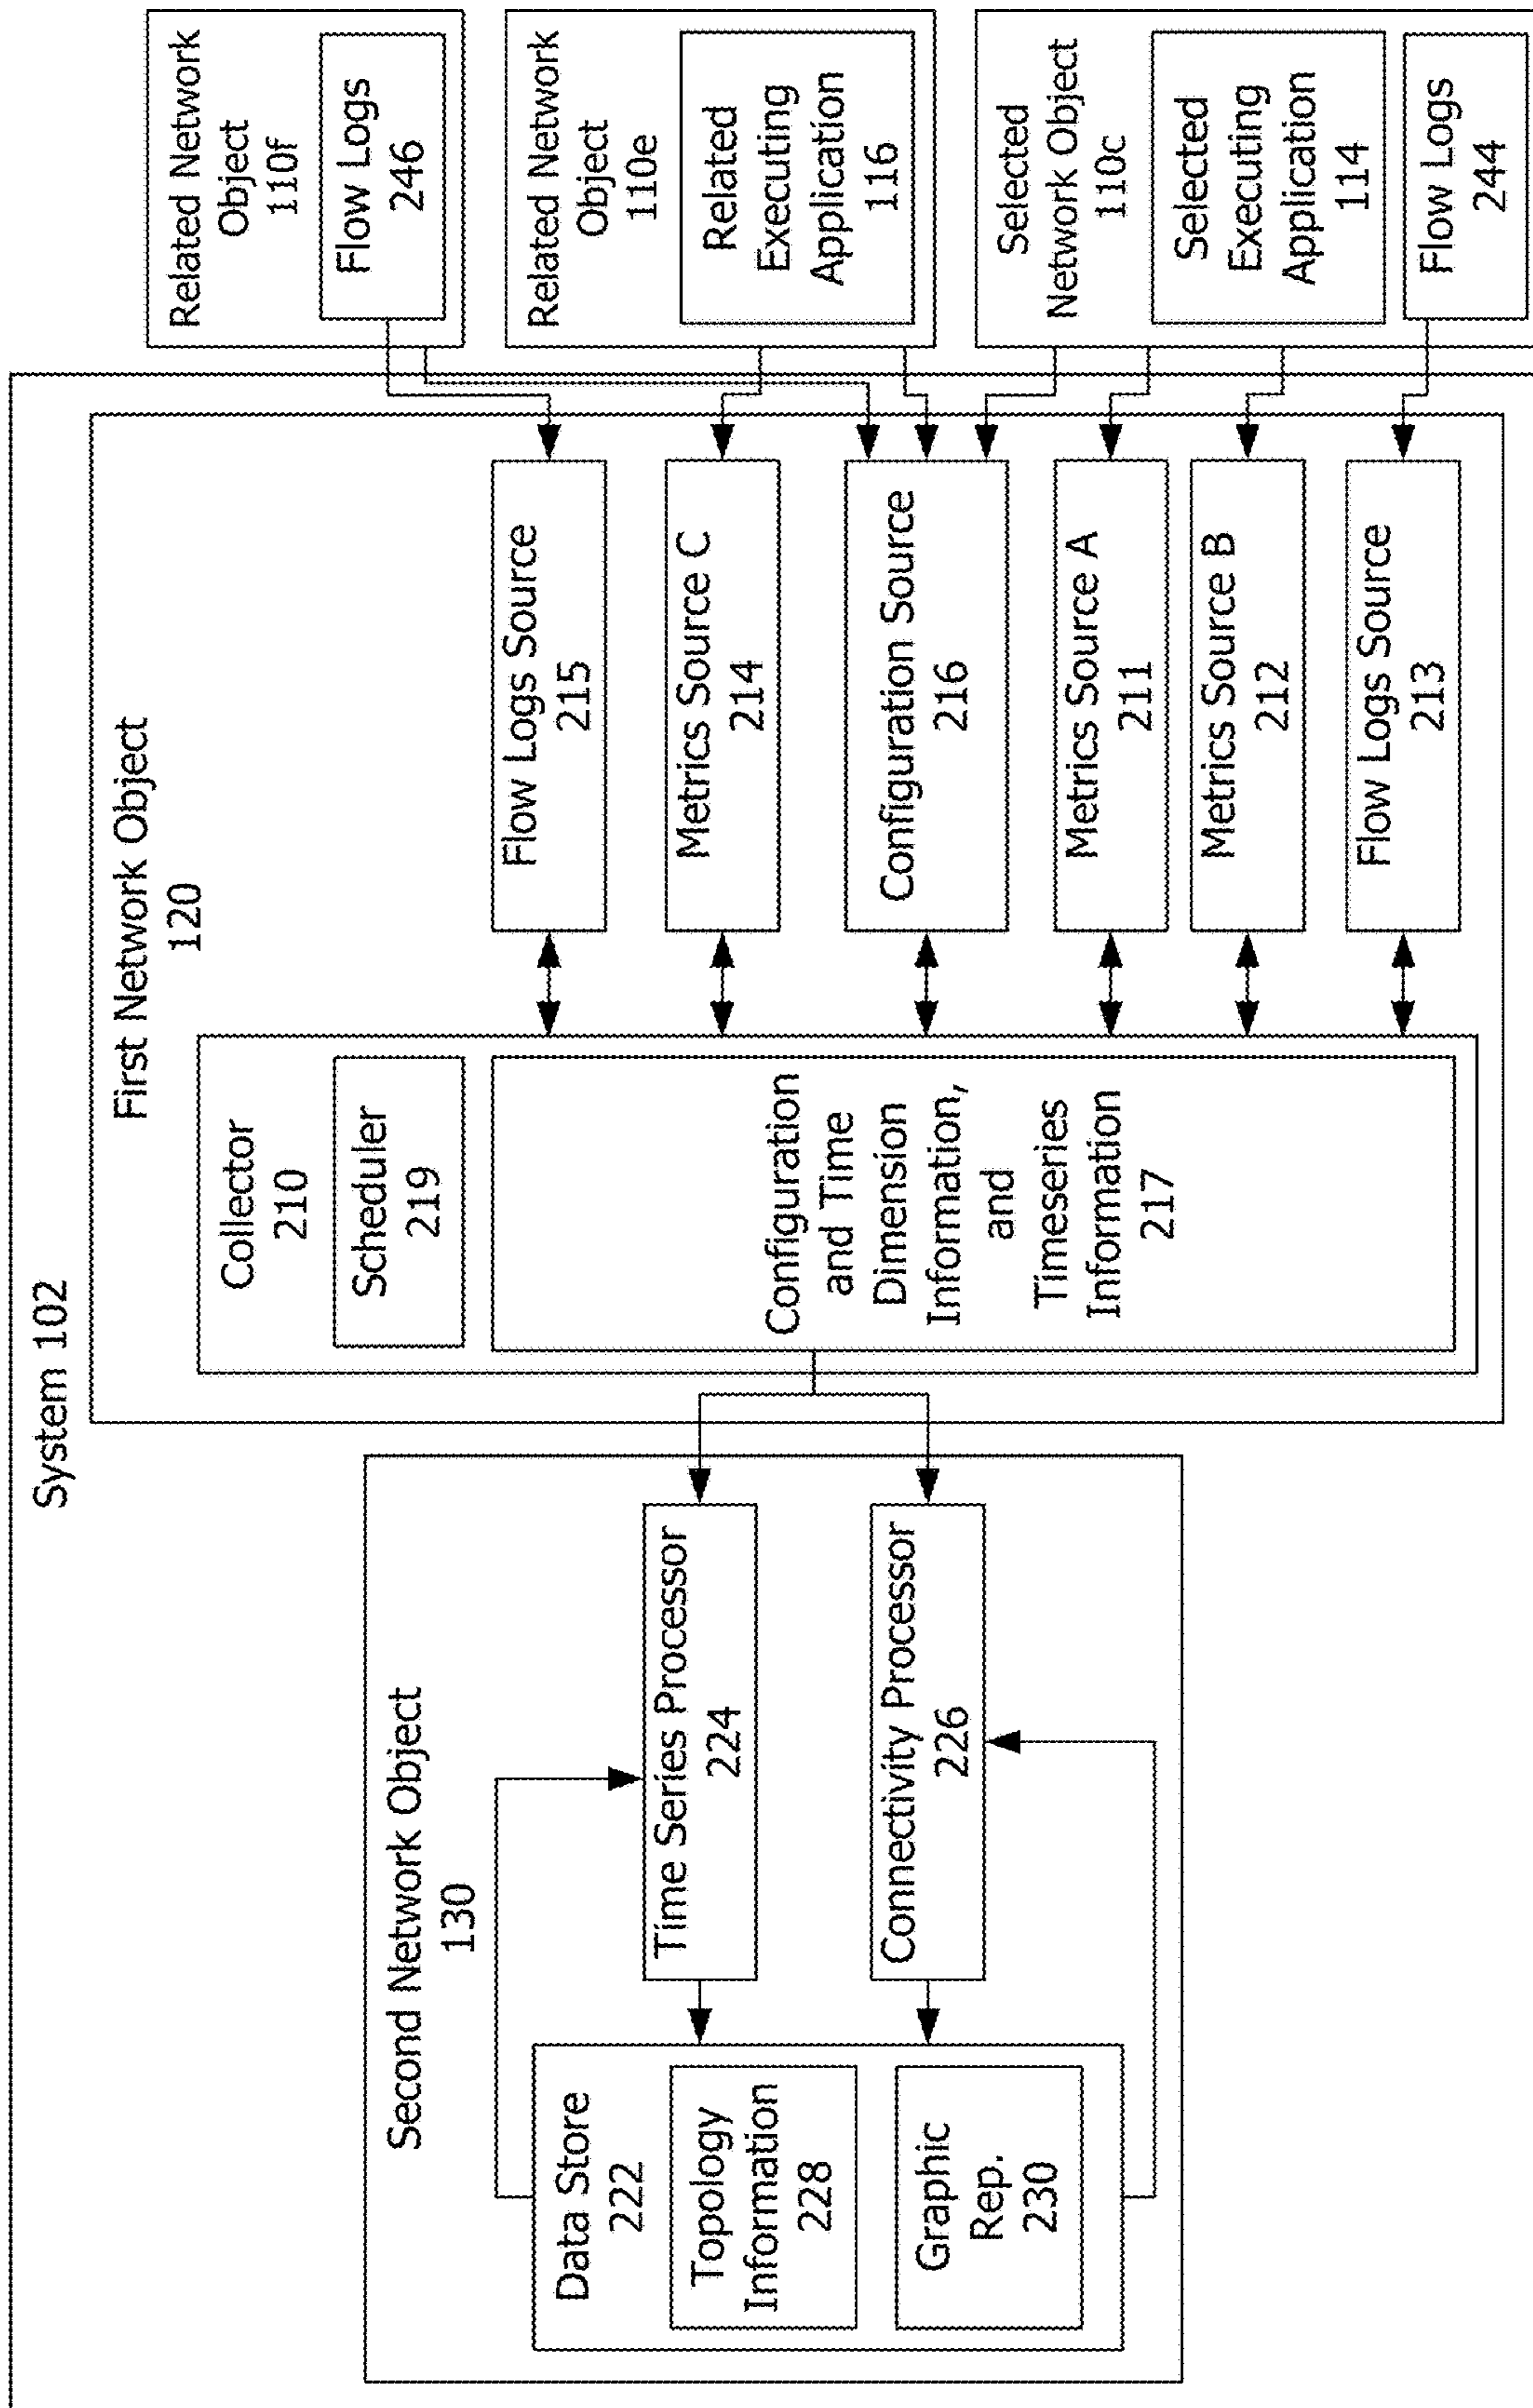 System 102
Second Network Object
130
Data Store
222
Topology
Information
228
Graphic
Rep.
230
Time Series Processor
224
Connectivity Processor
226
First Network Object
120
Collector
210
Scheduler
219
Configuration
and Time
Dimension
Information,
and
Timeseries
Information
217
Flow Logs Source
215
Metrics Source C
214
Configuration Source
216
Metrics Source A
211
Metrics Source B
212
Flow Logs Source
213
Related Network
Object
110f
Flow Logs
246
Related Network
Object
110e
Related
Executing
Application
116
Selected
Network Object
110c
Selected
Executing
Application
114
Flow Logs
244